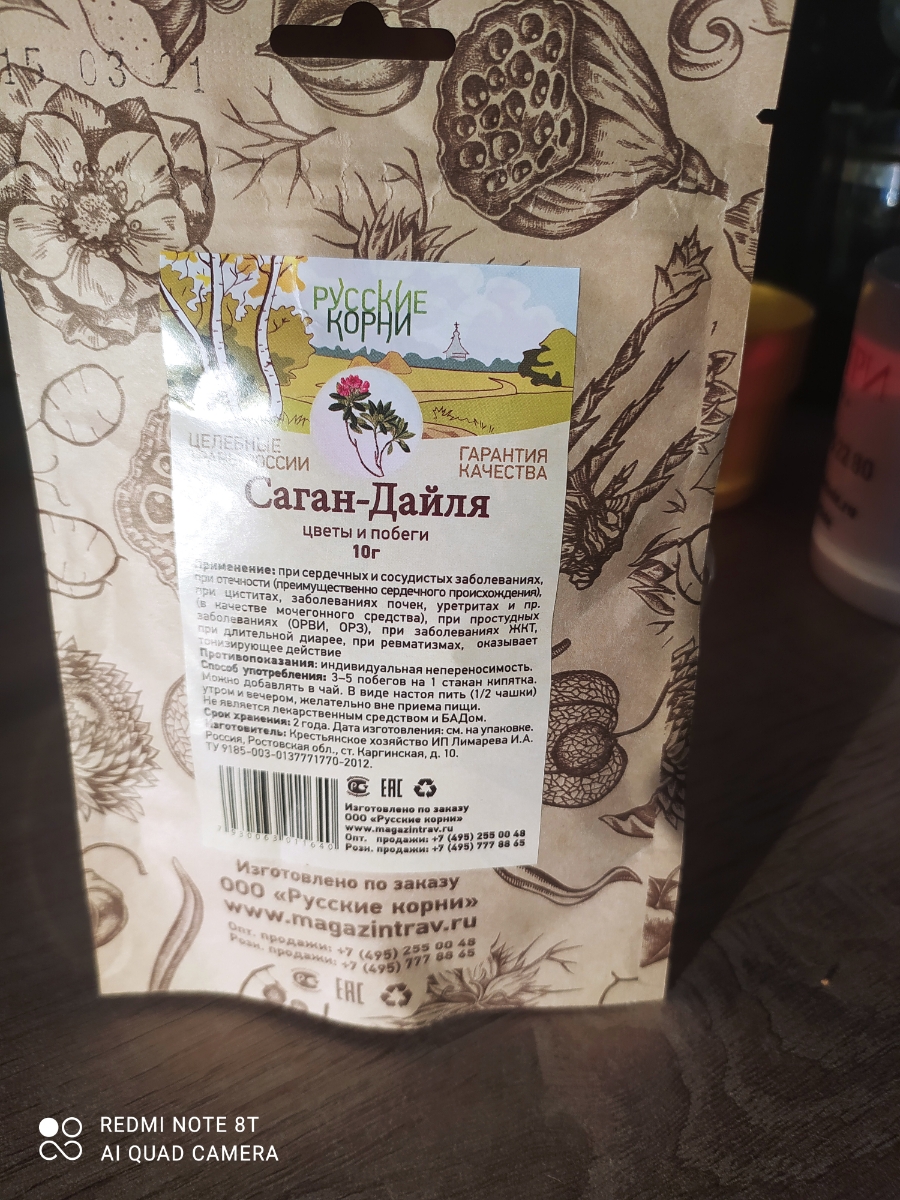 15 03 21
РУССКИЕ
КОРНИ
ЦЕЛЕБНЫЕ
ТРАВЫ РОССИИ
ГАРАНТИЯ
КАЧЕСТВА
Саган-Дайля
цветы и побеги
10г
Применение: при сердечных и сосудистых заболеваниях,
при отечности (преимущественно сердечного происхождения),
при циститах, заболеваниях почек, уретритах и пр.
(в качестве мочегонного средства), при простудных
заболеваниях (ОРВИ, ОРЗ), при заболеваниях ЖКТ,
при длительной диарее, при ревматизмах, оказывает
тонизирующее действие
Противопоказания: индивидуальная непереносимость.
Способ употребления: 3–5 побегов на 1 стакан кипятка.
Можно добавлять в чай. В виде настоя пить (1/2 чашки)
утром и вечером, желательно вне приема пищи.
Не является лекарственным средством и БАДом.
Срок хранения: 2 года. Дата изготовления: см. на упаковке.
Изготовитель: Крестьянское хозяйство ИП Лимарева И.А.
Россия, Ростовская обл., ст. Каргинская, д. 10.
ТУ 9185-003-0137771770-2012.
EAC
Изготовлено по заказу
ООО «Русские корни»
www.magazintrav.ru
Опт. продажи: +7 (495) 255 00 48
Розн. продажи: +7 (495) 777 88 65
Изготовлено по заказу
ООО «Русские корни»
www.magazintrav.ru
Опт. продажи: +7 (495) 255 00 48
Розн. продажи: +7 (495) 777 88 65
EAC
REDMI NOTE 8T
AI QUAD CAMERA